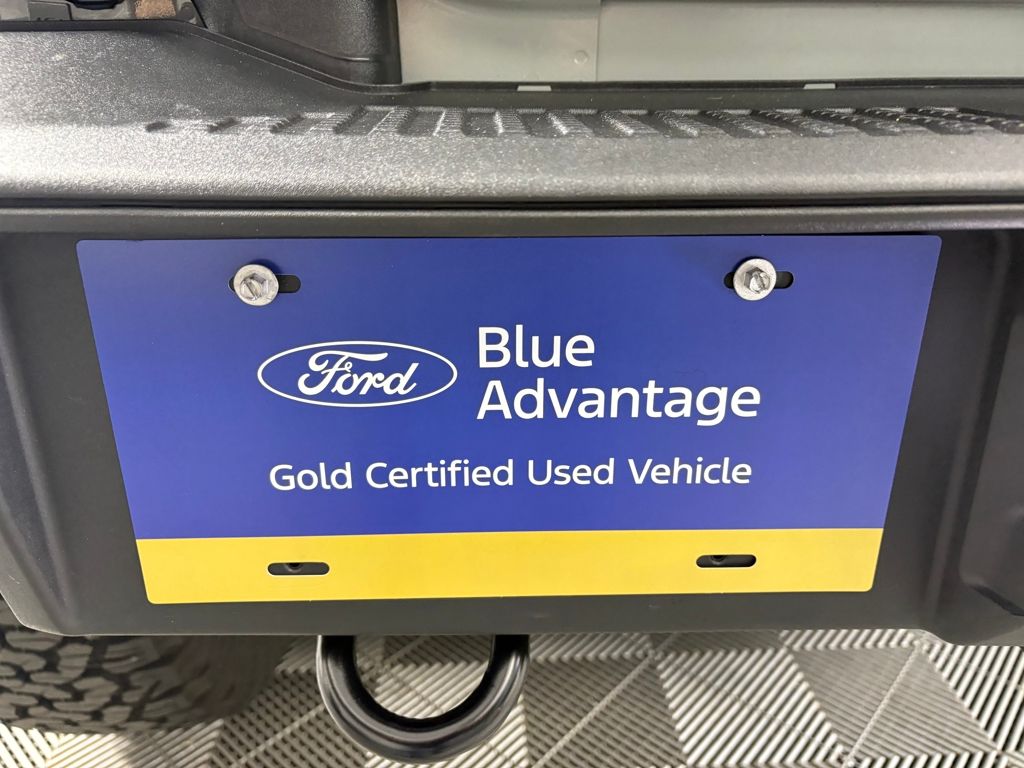 Ford
Blue
Advantage
Gold Certified Used Vehicle